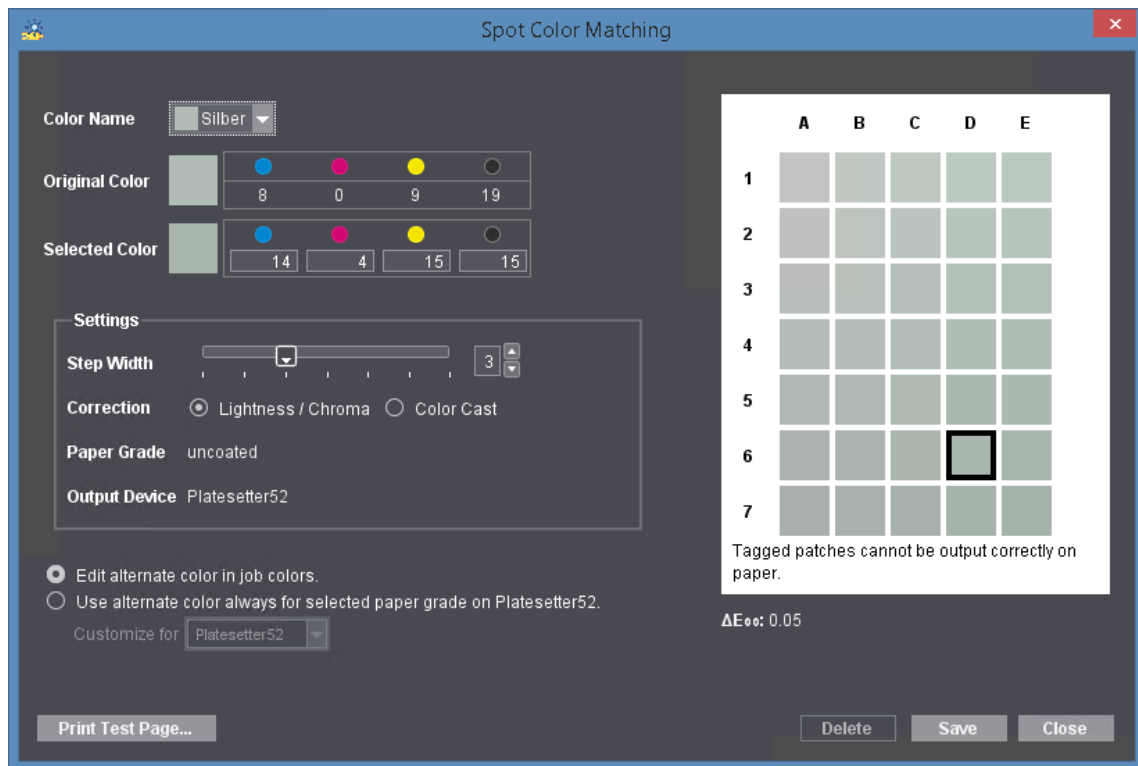 Spot Color Matching
Color Name Silber
Original Color 8 0 9 19
Selected Color 14 4 15 15
Settings
Step Width 3
Correction Lightness / Chroma Color Cast
Paper Grade uncoated
Output Device Platesetter52
Edit alternate color in job colors.
Use alternate color always for selected paper grade on Platesetter52.
Customize for Platesetter52
A B C D E
1
2
3
4
5
6
7
Tagged patches cannot be output correctly on
paper.
ΔE₀₀: 0.05
Print Test Page... Delete Save Close